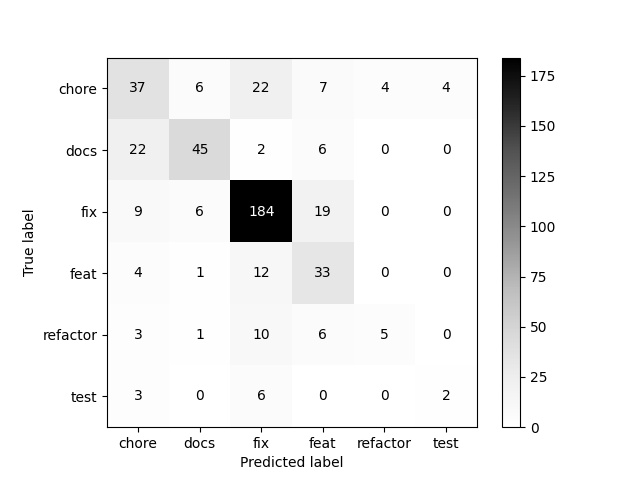 chore 37 6 22 7 4 4
docs 22 45 2 6 0 0
fix 9 6 184 19 0 0
feat 4 1 12 33 0 0
refactor 3 1 10 6 5 0
test 3 0 6 0 0 2
chore docs fix feat refactor test
Predicted label
True label
175
150
125
100
75
50
25
0